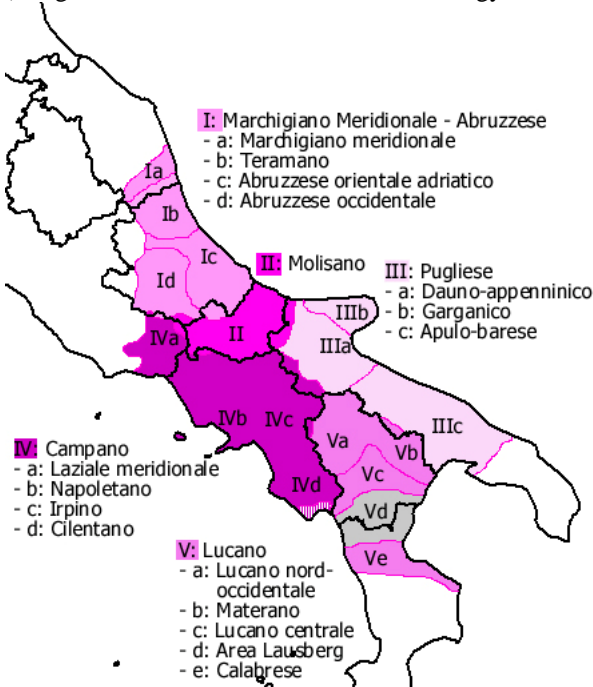 I: Marchigiano Meridionale - Abruzzese
- a: Marchigiano meridionale
- b: Teramano
- c: Abruzzese orientale adriatico
- d: Abruzzese occidentale
Ia
Ib
Ic
Id
II: Molisano
III: Pugliese
- a: Dauno-appenninico
- b: Garganico
- c: Apulo-barese
IIIb
IVa
II
IIIa
IVb
IVc
IIIc
Va
Vb
Vc
IV: Campano
- a: Laziale meridionale
- b: Napoletano
- c: Irpino
- d: Cilentano
IVd
Vd
Ve
V: Lucano
- a: Lucano nord-
occidentale
- b: Materano
- c: Lucano centrale
- d: Area Lausberg
- e: Calabrese